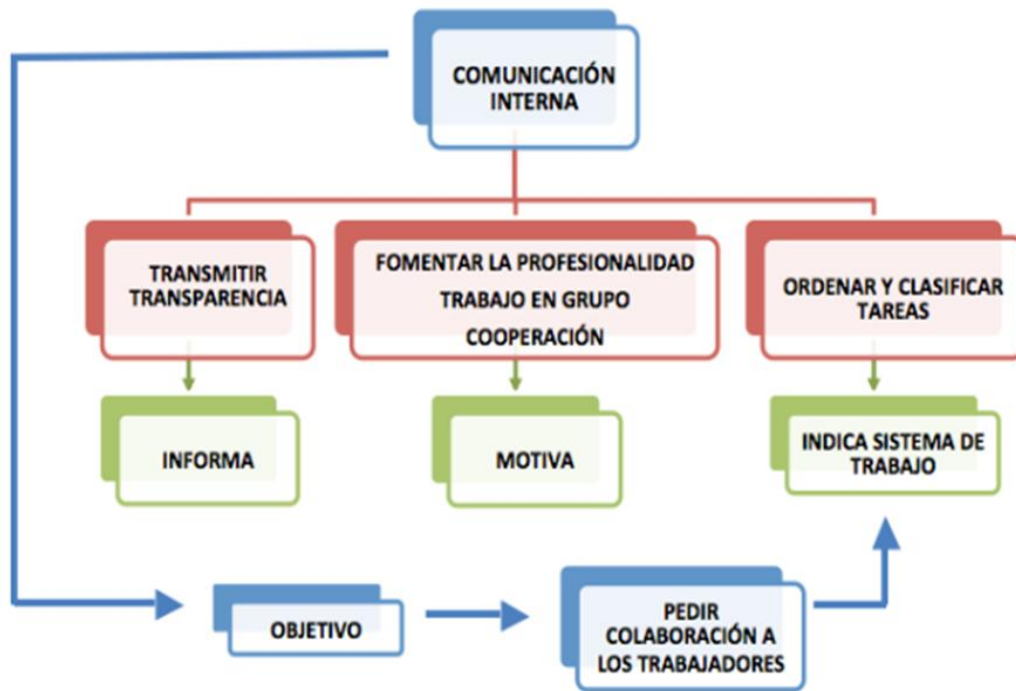 COMUNICACIÓN
INTERNA
TRANSMITIR
TRANSPARENCIA
FOMENTAR LA PROFESIONALIDAD
TRABAJO EN GRUPO
COOPERACIÓN
ORDENAR Y CLASIFICAR
TAREAS
INFORMA
MOTIVA
INDICA SISTEMA DE
TRABAJO
OBJETIVO
PEDIR
COLABORACIÓN A
LOS TRABAJADORES